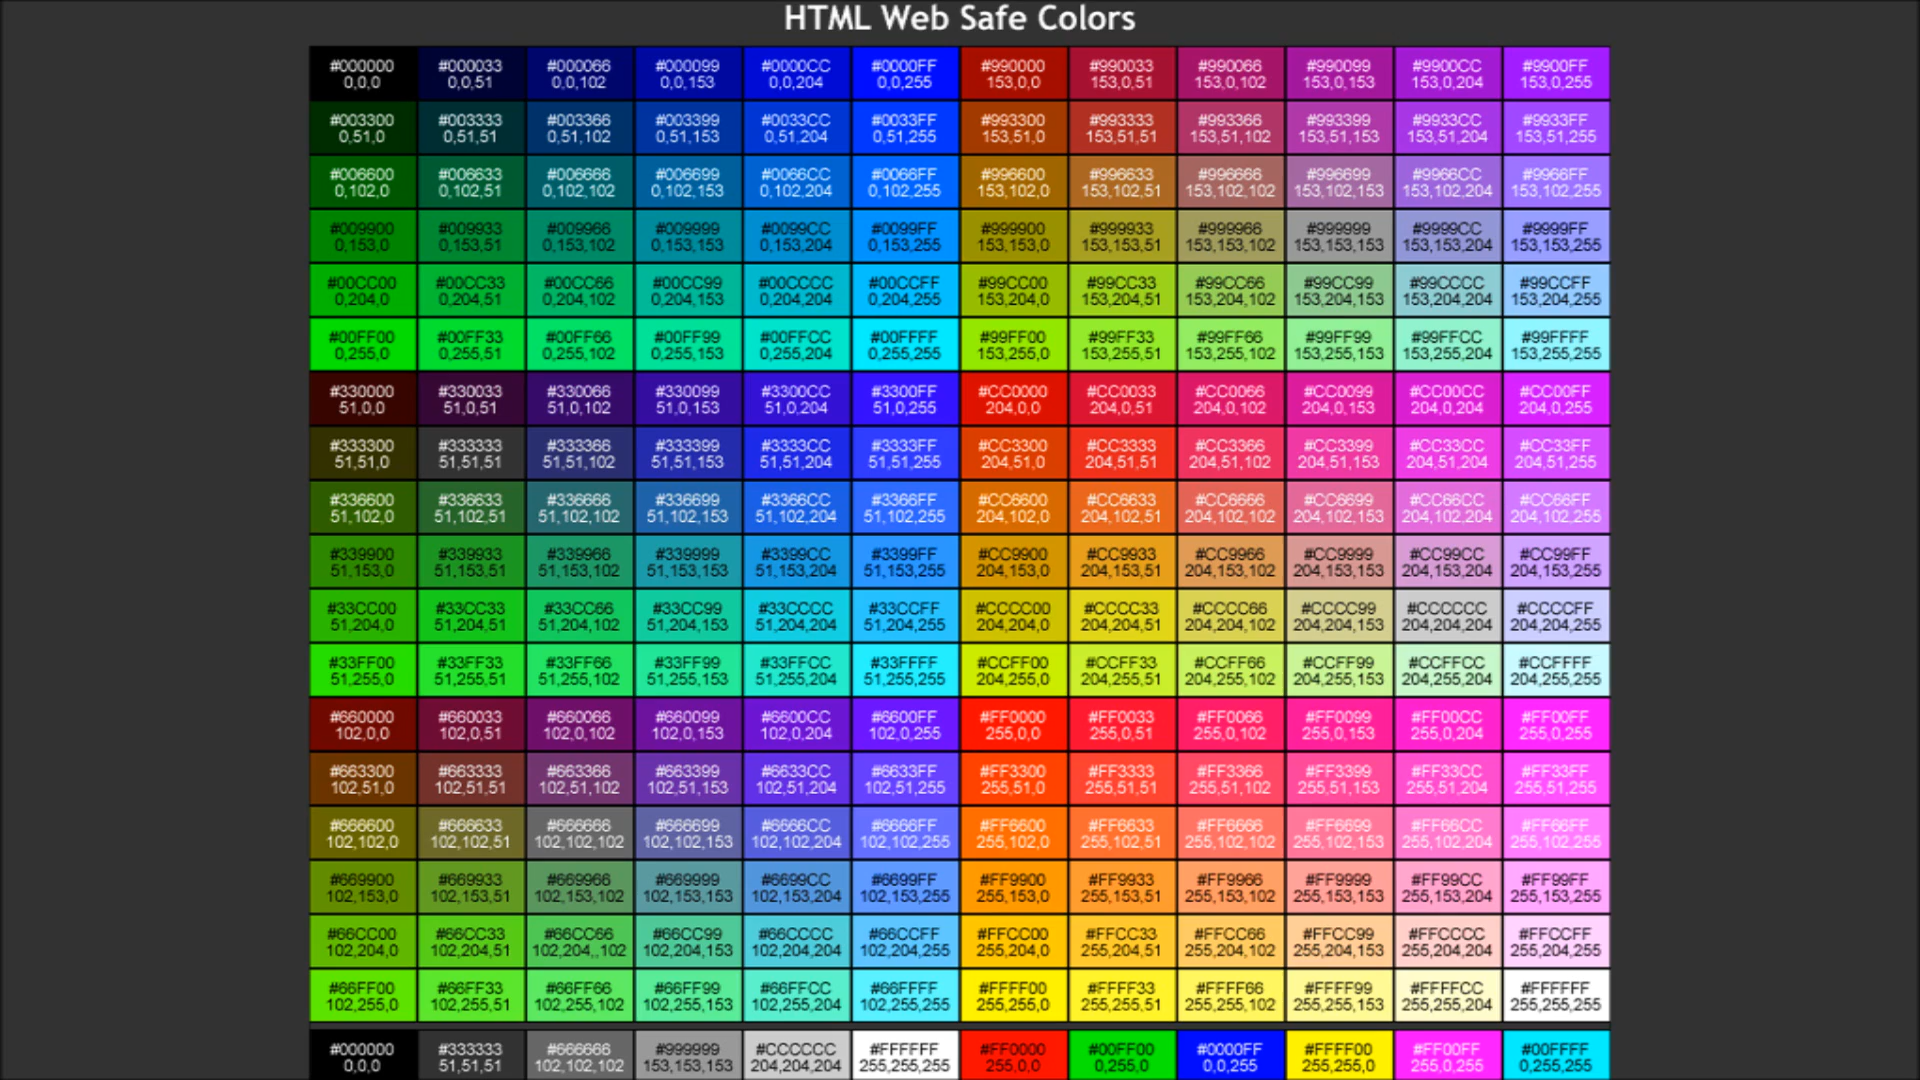 HTML Web Safe Colors
#000000 #000033 #000066 #000099 #0000CC #0000FF #990000 #990033 #990066 #990099 #9900CC #9900FF
0,0,0 0,0,51 0,0,102 0,0,153 0,0,204 0,0,255 153,0,0 153,0,51 153,0,102 153,0,153 153,0,204 153,0,255
#003300 #003333 #003366 #003399 #0033CC #0033FF #993300 #993333 #993366 #993399 #9933CC #9933FF
0,51,0 0,51,51 0,51,102 0,51,153 0,51,204 0,51,255 153,51,0 153,51,51 153,51,102 153,51,153 153,51,204 153,51,255
#006600 #006633 #006666 #006699 #0066CC #0066FF #996600 #996633 #996666 #996699 #9966CC #9966FF
0,102,0 0,102,51 0,102,102 0,102,153 0,102,204 0,102,255 153,102,0 153,102,51 153,102,102 153,102,153 153,102,204 153,102,255
#009900 #009933 #009966 #009999 #0099CC #0099FF #999900 #999933 #999966 #999999 #9999CC #9999FF
0,153,0 0,153,51 0,153,102 0,153,153 0,153,204 0,153,255 153,153,0 153,153,51 153,153,102 153,153,153 153,153,204 153,153,255
#00CC00 #00CC33 #00CC66 #00CC99 #00CCCC #00CCFF #99CC00 #99CC33 #99CC66 #99CC99 #99CCCC #99CCFF
0,204,0 0,204,51 0,204,102 0,204,153 0,204,204 0,204,255 153,204,0 153,204,51 153,204,102 153,204,153 153,204,204 153,204,255
#00FF00 #00FF33 #00FF66 #00FF99 #00FFCC #00FFFF #99FF00 #99FF33 #99FF66 #99FF99 #99FFCC #99FFFF
0,255,0 0,255,51 0,255,102 0,255,153 0,255,204 0,255,255 153,255,0 153,255,51 153,255,102 153,255,153 153,255,204 153,255,255
#330000 #330033 #330066 #330099 #3300CC #3300FF #CC0000 #CC0033 #CC0066 #CC0099 #CC00CC #CC00FF
51,0,0 51,0,51 51,0,102 51,0,153 51,0,204 51,0,255 204,0,0 204,0,51 204,0,102 204,0,153 204,0,204 204,0,255
#333300 #333333 #333366 #333399 #3333CC #3333FF #CC3300 #CC3333 #CC3366 #CC3399 #CC33CC #CC33FF
51,51,0 51,51,51 51,51,102 51,51,153 51,51,204 51,51,255 204,51,0 204,51,51 204,51,102 204,51,153 204,51,204 204,51,255
#336600 #336633 #336666 #336699 #3366CC #3366FF #CC6600 #CC6633 #CC6666 #CC6699 #CC66CC #CC66FF
51,102,0 51,102,51 51,102,102 51,102,153 51,102,204 51,102,255 204,102,0 204,102,51 204,102,102 204,102,153 204,102,204 204,102,255
#339900 #339933 #339966 #339999 #3399CC #3399FF #CC9900 #CC9933 #CC9966 #CC9999 #CC99CC #CC99FF
51,153,0 51,153,51 51,153,102 51,153,153 51,153,204 51,153,255 204,153,0 204,153,51 204,153,102 204,153,153 204,153,204 204,153,255
#33CC00 #33CC33 #33CC66 #33CC99 #33CCCC #33CCFF #CCCC00 #CCCC33 #CCCC66 #CCCC99 #CCCCCC #CCCCFF
51,204,0 51,204,51 51,204,102 51,204,153 51,204,204 51,204,255 204,204,0 204,204,51 204,204,102 204,204,153 204,204,204 204,204,255
#33FF00 #33FF33 #33FF66 #33FF99 #33FFCC #33FFFF #CCFF00 #CCFF33 #CCFF66 #CCFF99 #CCFFCC #CCFFFF
51,255,0 51,255,51 51,255,102 51,255,153 51,255,204 51,255,255 204,255,0 204,255,51 204,255,102 204,255,153 204,255,204 204,255,255
#660000 #660033 #660066 #660099 #6600CC #6600FF #FF0000 #FF0033 #FF0066 #FF0099 #FF00CC #FF00FF
102,0,0 102,0,51 102,0,102 102,0,153 102,0,204 102,0,255 255,0,0 255,0,51 255,0,102 255,0,153 255,0,204 255,0,255
#663300 #663333 #663366 #663399 #6633CC #6633FF #FF3300 #FF3333 #FF3366 #FF3399 #FF33CC #FF33FF
102,51,0 102,51,51 102,51,102 102,51,153 102,51,204 102,51,255 255,51,0 255,51,51 255,51,102 255,51,153 255,51,204 255,51,255
#666600 #666633 #666666 #666699 #6666CC #6666FF #FF6600 #FF6633 #FF6666 #FF6699 #FF66CC #FF66FF
102,102,0 102,102,51 102,102,102 102,102,153 102,102,204 102,102,255 255,102,0 255,102,51 255,102,102 255,102,153 255,102,204 255,102,255
#669900 #669933 #669966 #669999 #6699CC #6699FF #FF9900 #FF9933 #FF9966 #FF9999 #FF99CC #FF99FF
102,153,0 102,153,51 102,153,102 102,153,153 102,153,204 102,153,255 255,153,0 255,153,51 255,153,102 255,153,153 255,153,204 255,153,255
#66CC00 #66CC33 #66CC66 #66CC99 #66CCCC #66CCFF #FFCC00 #FFCC33 #FFCC66 #FFCC99 #FFCCCC #FFCCFF
102,204,0 102,204,51 102,204,,102 102,204,153 102,204,204 102,204,255 255,204,0 255,204,51 255,204,102 255,204,153 255,204,204 255,204,255
#66FF00 #66FF33 #66FF66 #66FF99 #66FFCC #66FFFF #FFFF00 #FFFF33 #FFFF66 #FFFF99 #FFFFCC #FFFFFF
102,255,0 102,255,51 102,255,102 102,255,153 102,255,204 102,255,255 255,255,0 255,255,51 255,255,102 255,255,153 255,255,204 255,255,255
#000000 #333333 #666666 #999999 #CCCCCC #FFFFFF #FF0000 #00FF00 #0000FF #FFFF00 #FF00FF #00FFFF
0,0,0 51,51,51 102,102,102 153,153,153 204,204,204 255,255,255 255,0,0 0,255,0 0,0,255 255,255,0 255,0,255 0,255,255